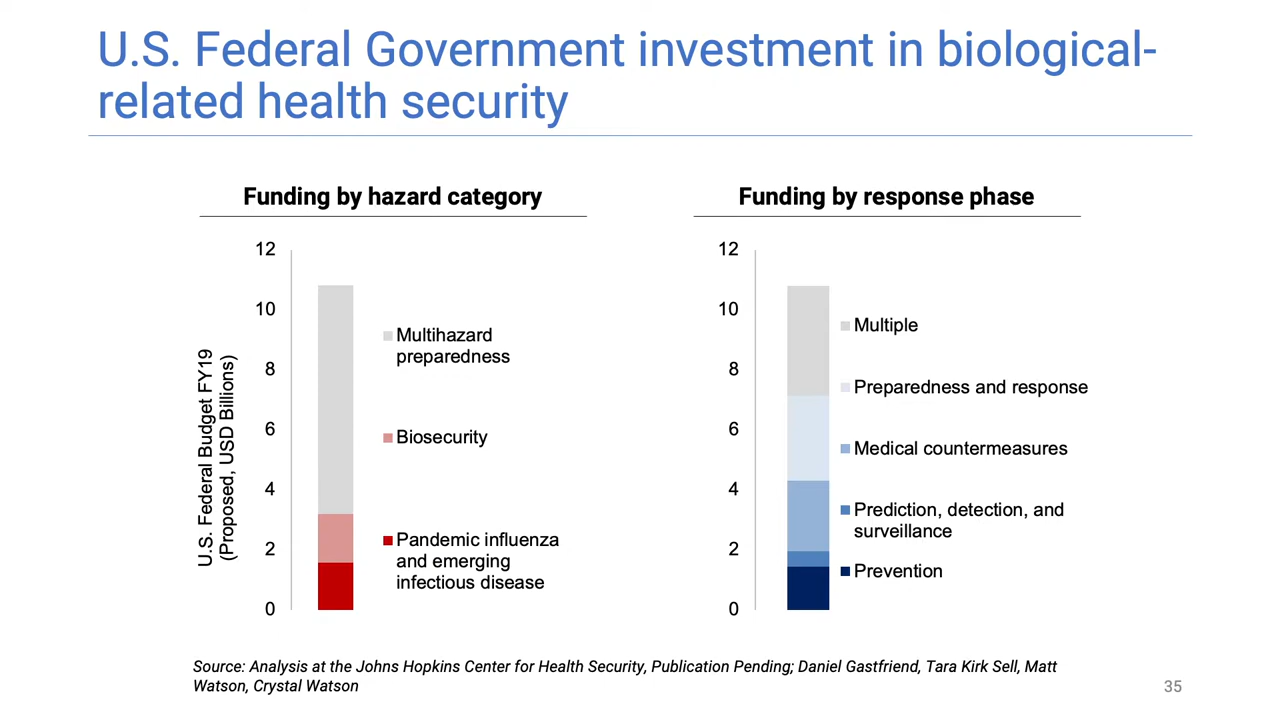 U.S. Federal Government investment in biological-
related health security
Funding by hazard category
U.S. Federal Budget FY19
(Proposed, USD Billions)
12
10
8
6
4
2
0
Multihazard
preparedness
Biosecurity
Pandemic influenza
and emerging
infectious disease
Funding by response phase
12
10
8
6
4
2
0
Multiple
Preparedness and response
Medical countermeasures
Prediction, detection, and
surveillance
Prevention
Source: Analysis at the Johns Hopkins Center for Health Security, Publication Pending; Daniel Gastfriend, Tara Kirk Sell, Matt
Watson, Crystal Watson
35